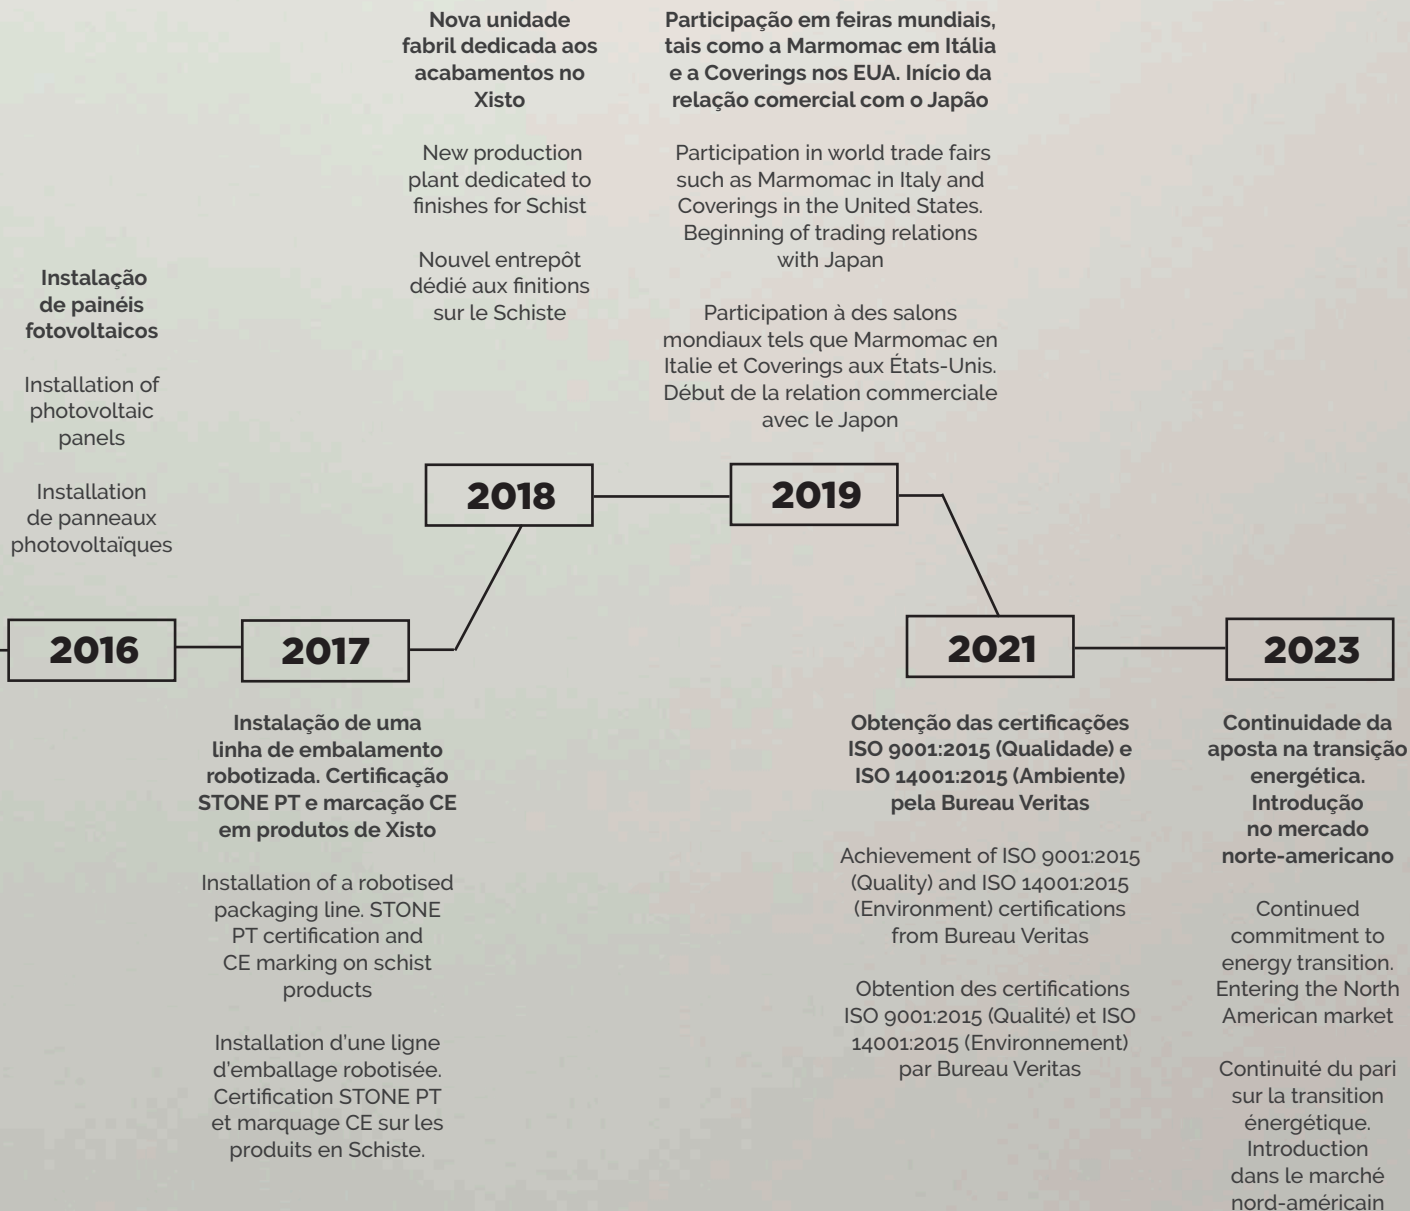 Instalação
de painéis
fotovoltaicos
Installation of
photovoltaic
panels
Installation
de panneaux
photovoltaïques
2016
2017
Instalação de uma
linha de embalamento
robotizada. Certificação
STONE PT e marcação CE
em produtos de Xisto
Installation of a robotised
packaging line. STONE
PT certification and
CE marking on schist
products
Installation d'une ligne
d'emballage robotisée.
Certification STONE PT
et marquage CE sur les
produits en Schiste.
Nova unidade
fabril dedicada aos
acabamentos no
Xisto
New production
plant dedicated to
finishes for Schist
Nouvel entrepôt
dédié aux finitions
sur le Schiste
2018
Participação em feiras mundiais,
tais como a Marmomac em Itália
e a Coverings nos EUA. Início da
relação comercial com o Japão
Participation in world trade fairs
such as Marmomac in Italy and
Coverings in the United States.
Beginning of trading relations
with Japan
Participation à des salons
mondiaux tels que Marmomac en
Italie et Coverings aux États-Unis.
Début de la relation commerciale
avec le Japon
2019
2021
Obtenção das certificações
ISO 9001:2015 (Qualidade) e
ISO 14001:2015 (Ambiente)
pela Bureau Veritas
Achievement of ISO 9001:2015
(Quality) and ISO 14001:2015
(Environment) certifications
from Bureau Veritas
Obtention des certifications
ISO 9001:2015 (Qualité) et ISO
14001:2015 (Environnement)
par Bureau Veritas
2023
Continuidade da
aposta na transição
energética.
Introdução
no mercado
norte-americano
Continued
commitment to
energy transition.
Entering the North
American market
Continuité du pari
sur la transition
énergétique.
Introduction
dans le marché
nord-américain